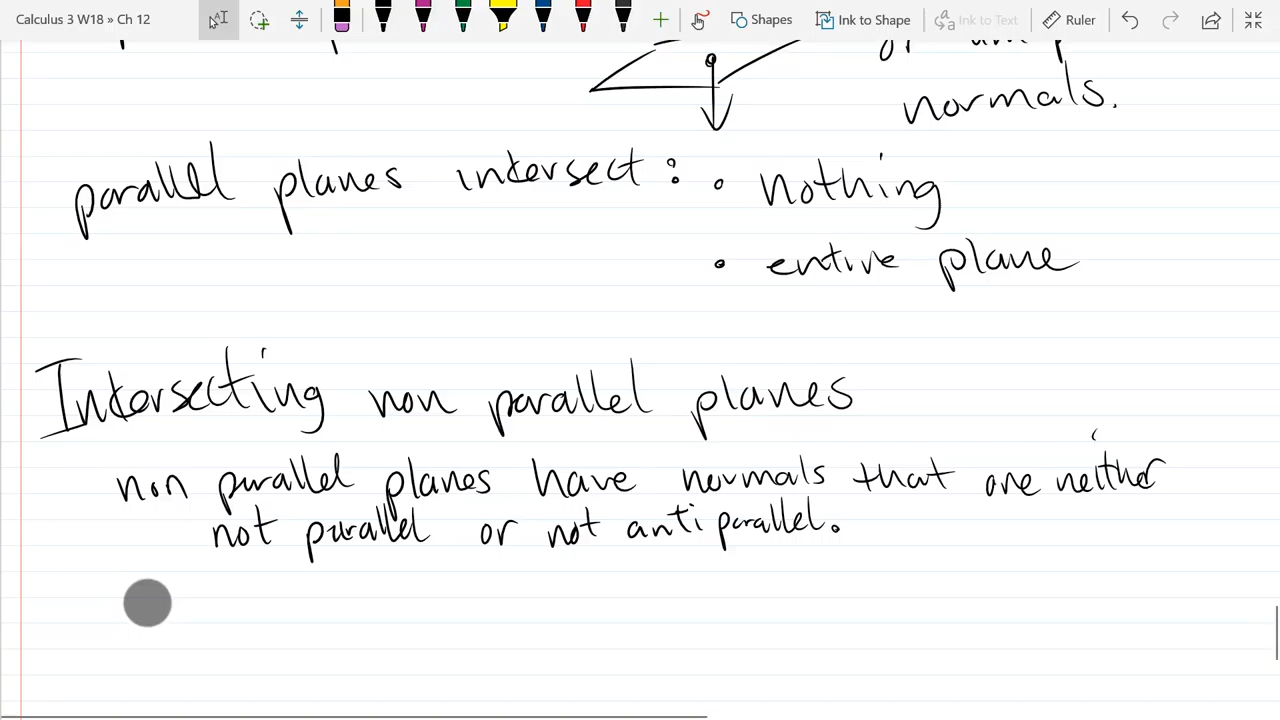 Calculus 3 W18 » Ch 12
Shapes
Ink to Shape
Ink to Text
Ruler
normals.
parallel planes intersect: • nothing
• entire plane
Intersecting non parallel planes
non parallel planes have normals that are neither
not parallel or not anti parallel.